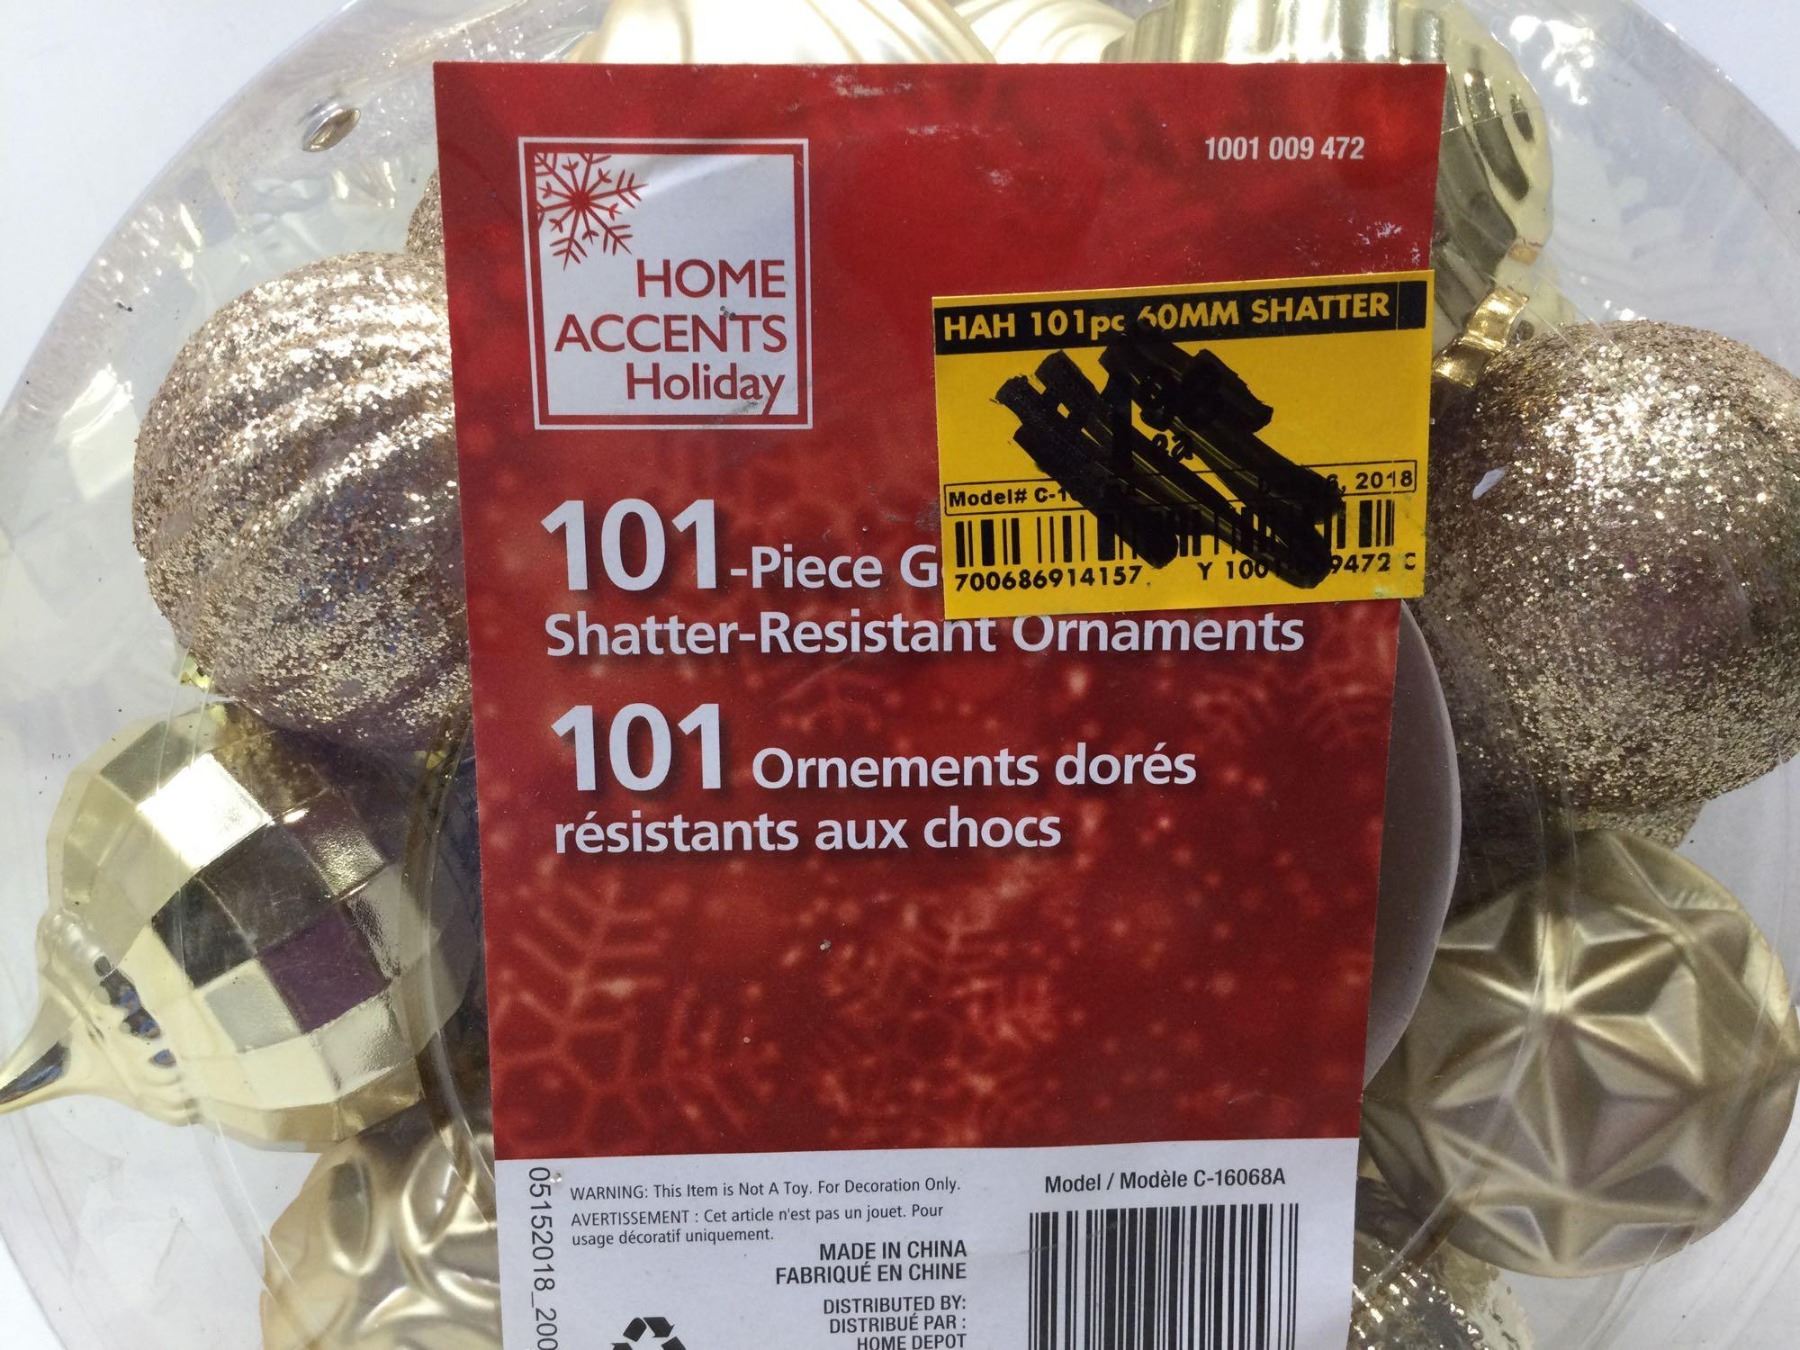 1001 009 472
HOME
ACCENTS
Holiday
HAH 101pc 60MM SHATTER
Model# C-1
, 2018
700686914157 Y 100 9472 C
101-Piece G
Shatter-Resistant Ornaments
101 Ornements dorés
résistants aux chocs
05152018_200
WARNING: This Item is Not A Toy. For Decoration Only.
AVERTISSEMENT : Cet article n'est pas un jouet. Pour
usage décoratif uniquement.
MADE IN CHINA
FABRIQUÉ EN CHINE
DISTRIBUTED BY:
DISTRIBUÉ PAR :
HOME DEPOT
Model / Modèle C-16068A